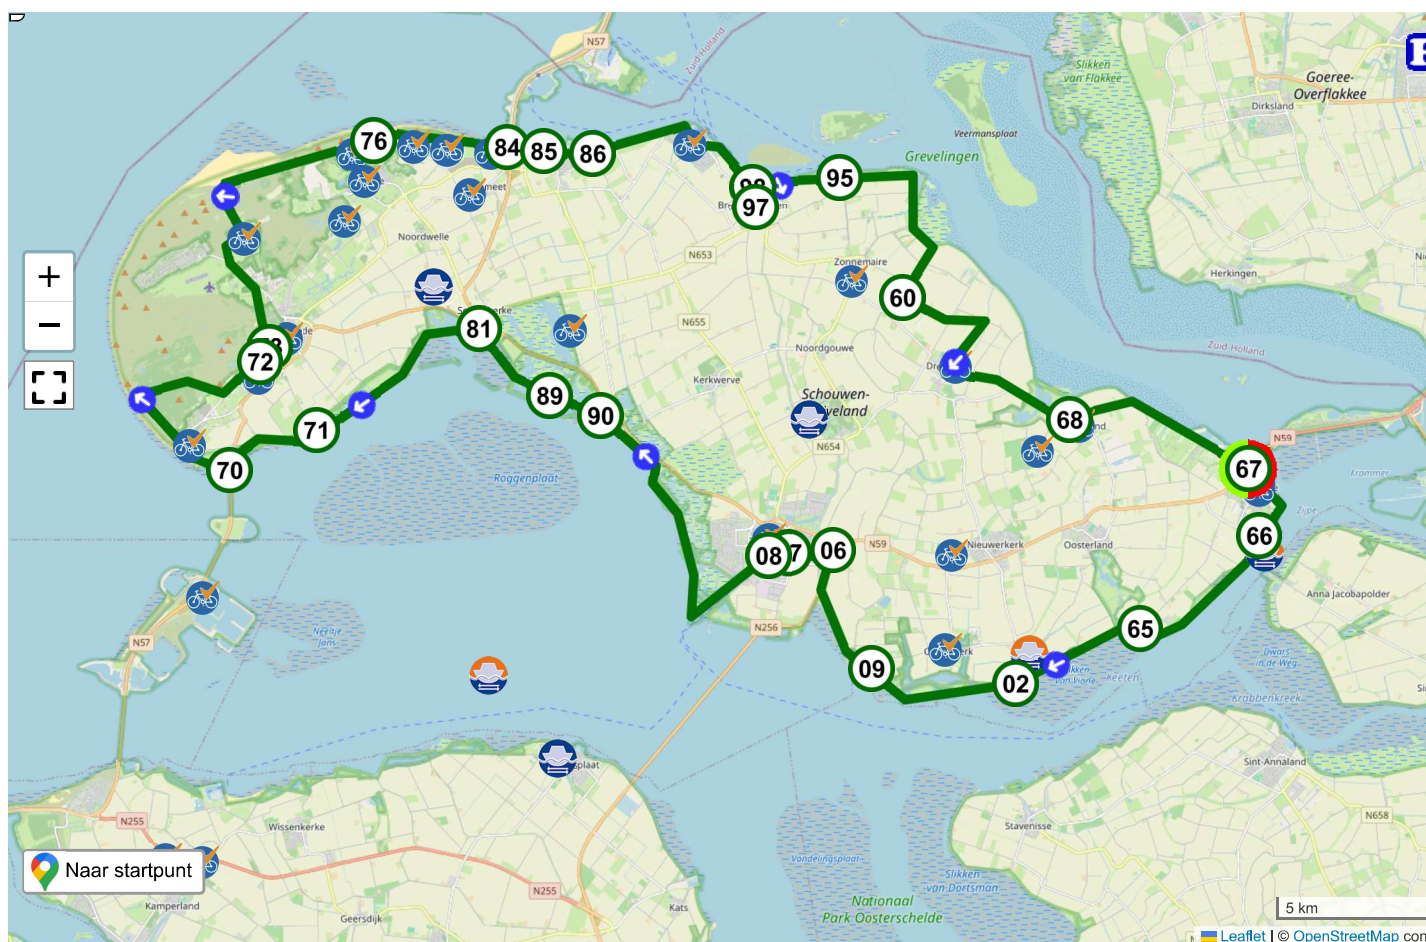 N57
Zuid-Holland
Slikken
van Flakkee
Goeree-
Overflakkee
Dirksland
Veermansplaat
Grevelingen
76
84
85
86
95
97
Noordwelle
N653
Zonnemaire
Herkingen
60
+
−
81
N655
Noordgouwe
Zuid-Holland
72
Kerkwerve
Schouwen-
89
90
68
71
N654
N59
70
67
Roggenplaat
Krammer
Zijpe
66
08
06
N59
Nieuwerkerk
Oosterland
Anna Jacobapolder
N57
Neeltje
Jans
N256
65
Dwars
in de Weg
09
02
Keeten
Krabbenkreek
Sint-Annaland
N255
Wissenkerke
Stavenisse
N658
Naar startpunt
Vondelingsplaat
Slikken
van Dortsman
N255
Kamperland
Geersdijk
Kats
Nationaal
Park Oosterschelde
5 km
Leaflet | © OpenStreetMap